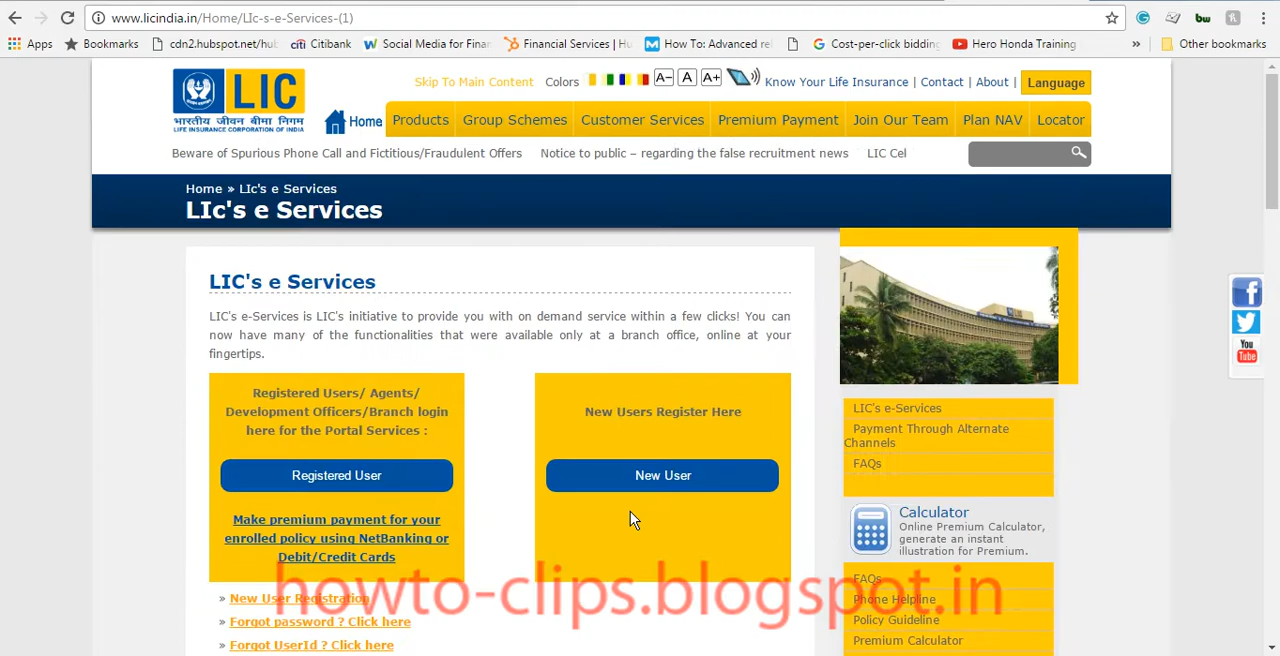 www.licindia.in/Home/LIc-s-e-Services-(1)
Apps Bookmarks cdn2.hubspot.net/hu Citibank Social Media for Finan Financial Services | Hu How To: Advanced re Cost-per-click bidding Hero Honda Training » Other bookmarks
Skip To Main Content Colors A- A A+ Know Your Life Insurance | Contact | About | Language
LIC
भारतीय जीवन बीमा निगम
LIFE INSURANCE CORPORATION OF INDIA
Home Products Group Schemes Customer Services Premium Payment Join Our Team Plan NAV Locator
Beware of Spurious Phone Call and Fictitious/Fraudulent Offers Notice to public – regarding the false recruitment news LIC Cel
Home » LIc's e Services
LIc's e Services
LIC's e Services
LIC's e-Services is LIC's initiative to provide you with on demand service within a few clicks! You can
now have many of the functionalities that were available only at a branch office, online at your
fingertips.
Registered Users/ Agents/
Development Officers/Branch login
here for the Portal Services :
Registered User
Make premium payment for your
enrolled policy using NetBanking or
Debit/Credit Cards
New Users Register Here
New User
» New User Registration
» Forgot password ? Click here
» Forgot UserId ? Click here
LIC's e-Services
Payment Through Alternate
Channels
FAQs
Calculator
Online Premium Calculator,
generate an instant
illustration for Premium.
FAQs
Phone Helpline
Policy Guideline
Premium Calculator
You
Tube
howto-clips.blogspot.in